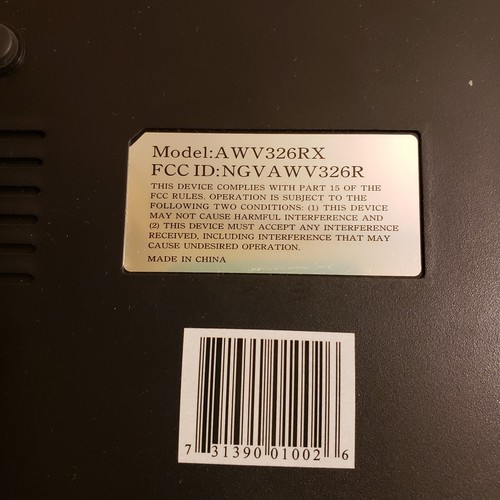 Model:AWV326RX
FCC ID:NGVAWV326R
THIS DEVICE COMPLIES WITH PART 15 OF THE
FCC RULES. OPERATION IS SUBJECT TO THE
FOLLOWING TWO CONDITIONS: (1) THIS DEVICE
MAY NOT CAUSE HARMFUL INTERFERENCE AND
(2) THIS DEVICE MUST ACCEPT ANY INTERFERENCE
RECEIVED, INCLUDING INTERFERENCE THAT MAY
CAUSE UNDESIRED OPERATION.
MADE IN CHINA
7 31390 01002 6